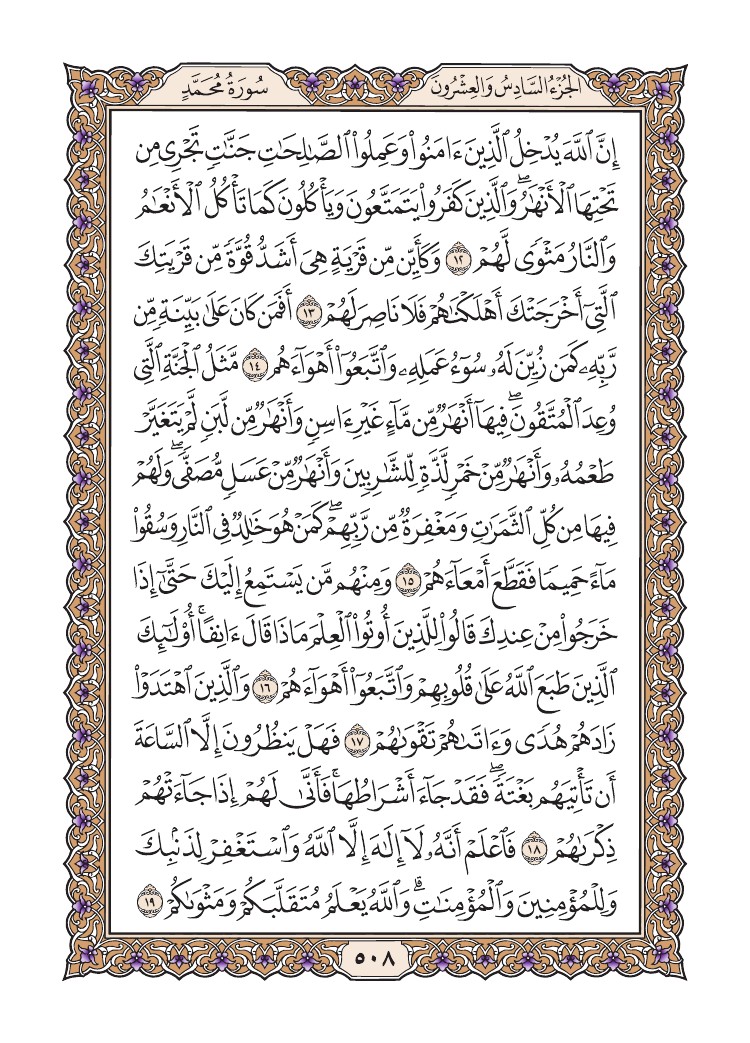 الجُزْءُ السَّادِسُ وَالعِشْرُونَ
سُورَةُ مُحَمَّدٍ
إِنَّ ٱللَّهَ يُدْخِلُ ٱلَّذِينَ ءَامَنُوا۟ وَعَمِلُوا۟ ٱلصَّـٰلِحَـٰتِ جَنَّـٰتٍ تَجْرِى مِن
تَحْتِهَا ٱلْأَنْهَـٰرُ ۖ وَٱلَّذِينَ كَفَرُوا۟ يَتَمَتَّعُونَ وَيَأْكُلُونَ كَمَا تَأْكُلُ ٱلْأَنْعَـٰمُ
وَٱلنَّارُ مَثْوًى لَّهُمْ ١٢ وَكَأَيِّن مِّن قَرْيَةٍ هِىَ أَشَدُّ قُوَّةً مِّن قَرْيَتِكَ
ٱلَّتِىٓ أَخْرَجَتْكَ أَهْلَكْنَـٰهُمْ فَلَا نَاصِرَ لَهُمْ ١٣ أَفَمَن كَانَ عَلَىٰ بَيِّنَةٍ مِّن
رَّبِّهِۦ كَمَن زُيِّنَ لَهُۥ سُوٓءُ عَمَلِهِۦ وَٱتَّبَعُوٓا۟ أَهْوَآءَهُم ١٤ مَّثَلُ ٱلْجَنَّةِ ٱلَّتِى
وُعِدَ ٱلْمُتَّقُونَ ۖ فِيهَآ أَنْهَـٰرٌ مِّن مَّآءٍ غَيْرِ ءَاسِنٍ وَأَنْهَـٰرٌ مِّن لَّبَنٍ لَّمْ يَتَغَيَّرْ
طَعْمُهُۥ وَأَنْهَـٰرٌ مِّنْ خَمْرٍ لَّذَّةٍ لِّلشَّـٰرِبِينَ وَأَنْهَـٰرٌ مِّنْ عَسَلٍ مُّصَفًّى ۖ وَلَهُمْ
فِيهَا مِن كُلِّ ٱلثَّمَرَٰتِ وَمَغْفِرَةٌ مِّن رَّبِّهِمْ ۖ كَمَنْ هُوَ خَـٰلِدٌ فِى ٱلنَّارِ وَسُقُوا۟
مَآءً حَمِيمًا فَقَطَّعَ أَمْعَآءَهُمْ ١٥ وَمِنْهُم مَّن يَسْتَمِعُ إِلَيْكَ حَتَّىٰٓ إِذَا
خَرَجُوا۟ مِنْ عِندِكَ قَالُوا۟ لِلَّذِينَ أُوتُوا۟ ٱلْعِلْمَ مَاذَا قَالَ ءَانِفًا ۚ أُو۟لَـٰٓئِكَ
ٱلَّذِينَ طَبَعَ ٱللَّهُ عَلَىٰ قُلُوبِهِمْ وَٱتَّبَعُوٓا۟ أَهْوَآءَهُمْ ١٦ وَٱلَّذِينَ ٱهْتَدَوْا۟
زَادَهُمْ هُدًى وَءَاتَىٰهُمْ تَقْوَىٰهُمْ ١٧ فَهَلْ يَنظُرُونَ إِلَّا ٱلسَّاعَةَ
أَن تَأْتِيَهُم بَغْتَةً ۖ فَقَدْ جَآءَ أَشْرَاطُهَا ۚ فَأَنَّىٰ لَهُمْ إِذَا جَآءَتْهُمْ
ذِكْرَىٰهُمْ ١٨ فَٱعْلَمْ أَنَّهُۥ لَآ إِلَـٰهَ إِلَّا ٱللَّهُ وَٱسْتَغْفِرْ لِذَنۢبِكَ
وَلِلْمُؤْمِنِينَ وَٱلْمُؤْمِنَـٰتِ ۗ وَٱللَّهُ يَعْلَمُ مُتَقَلَّبَكُمْ وَمَثْوَىٰكُمْ ١٩
٥٠٨